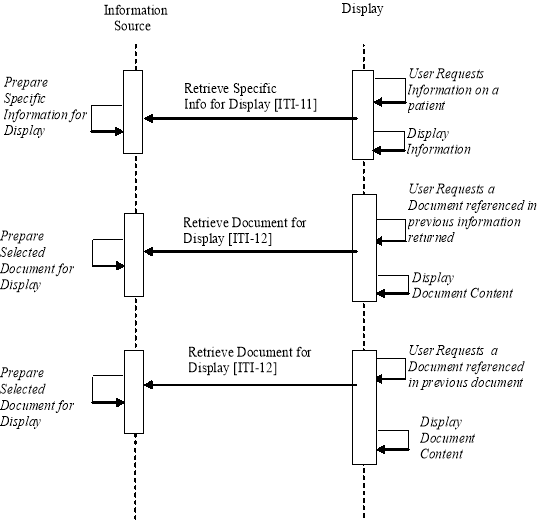 Information
Source
Display
Prepare
Specific
Information for
Display
Retrieve Specific
Info for Display [ITI-11]
User Requests
Information on a
patient
Display
Information
Prepare
Selected
Document for
Display
Retrieve Document for
Display [ITI-12]
User Requests a
Document referenced in
previous information
returned
Display
Document Content
Prepare
Selected
Document for
Display
Retrieve Document for
Display [ITI-12]
User Requests a
Document referenced
in previous document
Display
Document
Content